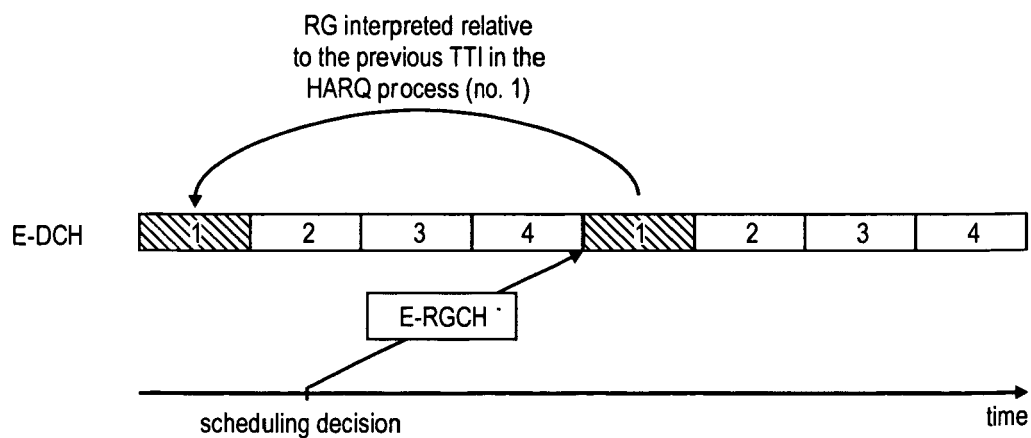 RG interpreted relative
to the previous TTI in the
HARQ process (no. 1)
E-DCH
1 2 3 4 1 2 3 4
E-RGCH
scheduling decision
time